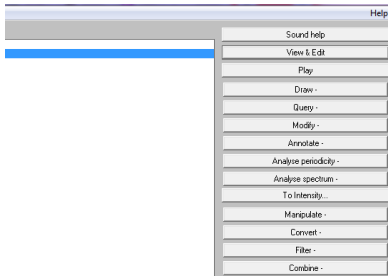 Help
Sound help
View & Edit
Play
Draw -
Query -
Modify -
Annotate -
Analyse periodicity -
Analyse spectrum -
To Intensity...
Manipulate -
Convert -
Filter -
Combine -